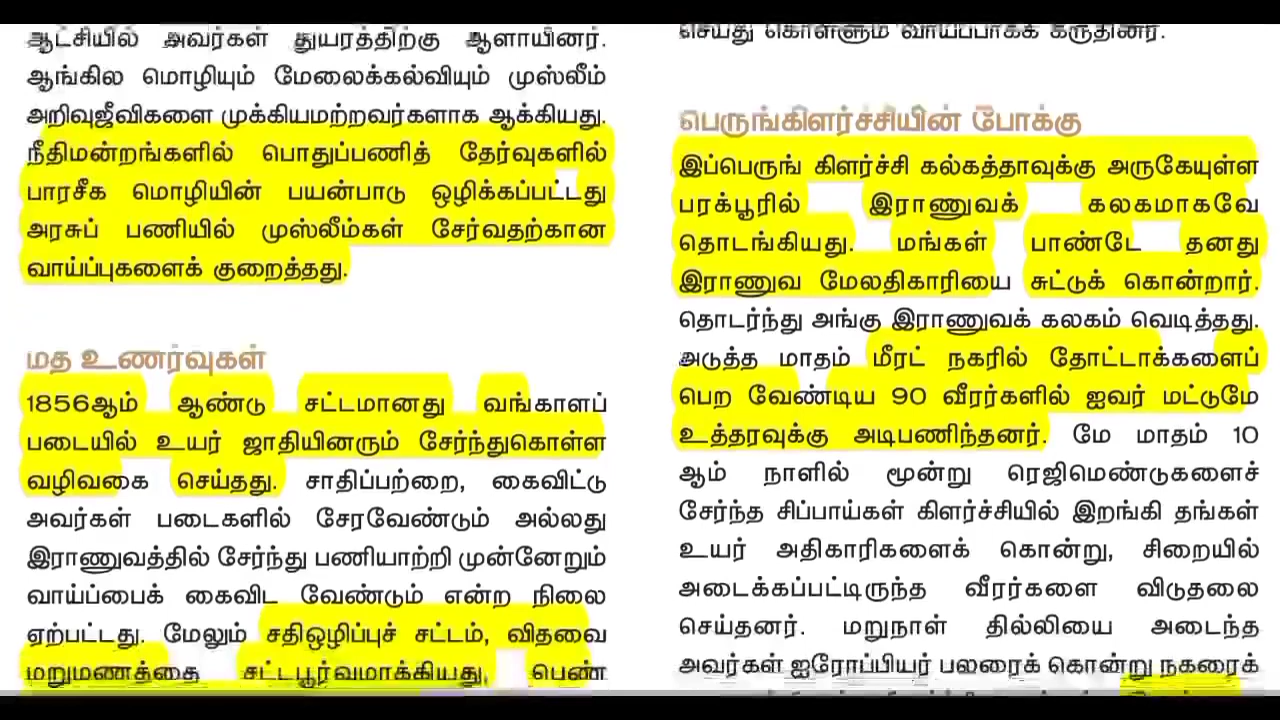 ஆட்சியில் அவர்கள் துயரத்திற்கு ஆளாயினர்.
ஆங்கில மொழியும் மேலைக்கல்வியும் முஸ்லீம்
அறிவுஜீவிகளை முக்கியமற்றவர்களாக ஆக்கியது.
நீதிமன்றங்களில் பொதுப்பணித் தேர்வுகளில்
பாரசீக மொழியின் பயன்பாடு ஒழிக்கப்பட்டது
அரசுப் பணியில் முஸ்லீம்கள் சேர்வதற்கான
வாய்ப்புகளைக் குறைத்தது.
மத உணர்வுகள்
1856ஆம் ஆண்டு சட்டமானது வங்காளப்
படையில் உயர் ஜாதியினரும் சேர்ந்துகொள்ள
வழிவகை செய்தது. சாதிப்பற்றை, கைவிட்டு
அவர்கள் படைகளில் சேரவேண்டும் அல்லது
இராணுவத்தில் சேர்ந்து பணியாற்றி முன்னேறும்
வாய்ப்பைக் கைவிட வேண்டும் என்ற நிலை
ஏற்பட்டது. மேலும் சதிஒழிப்புச் சட்டம், விதவை
மறுமணத்தை சட்டபூர்வமாக்கியது, பெண்
செய்து கொள்ளும் வாய்ப்பாகக் கருதினர்.
பெருங்கிளர்ச்சியின் போக்கு
இப்பெருங் கிளர்ச்சி கல்கத்தாவுக்கு அருகேயுள்ள
பரக்பூரில் இராணுவக் கலகமாகவே
தொடங்கியது. மங்கள் பாண்டே தனது
இராணுவ மேலதிகாரியை சுட்டுக் கொன்றார்.
தொடர்ந்து அங்கு இராணுவக் கலகம் வெடித்தது.
அடுத்த மாதம் மீரட் நகரில் தோட்டாக்களைப்
பெற வேண்டிய 90 வீரர்களில் ஐவர் மட்டுமே
உத்தரவுக்கு அடிபணிந்தனர். மே மாதம் 10
ஆம் நாளில் மூன்று ரெஜிமெண்டுகளைச்
சேர்ந்த சிப்பாய்கள் கிளர்ச்சியில் இறங்கி தங்கள்
உயர் அதிகாரிகளைக் கொன்று, சிறையில்
அடைக்கப்பட்டிருந்த வீரர்களை விடுதலை
செய்தனர். மறுநாள் தில்லியை அடைந்த
அவர்கள் ஐரோப்பியர் பலரைக் கொன்று நகரைக்